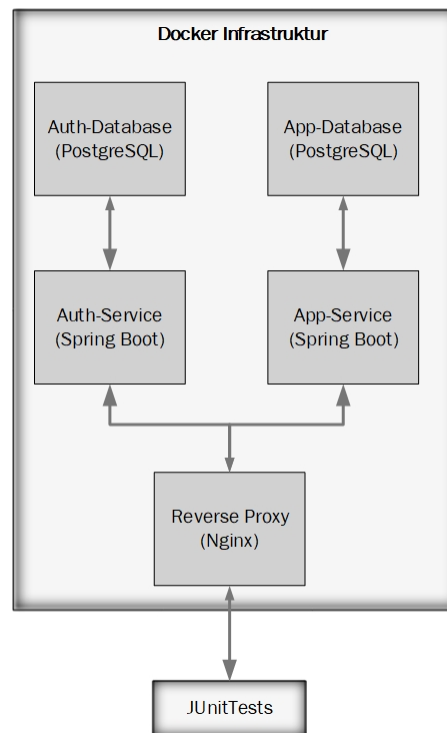 Docker Infrastruktur
Auth-Database
(PostgreSQL)
App-Database
(PostgreSQL)
Auth-Service
(Spring Boot)
App-Service
(Spring Boot)
Reverse Proxy
(Nginx)
JUnitTests